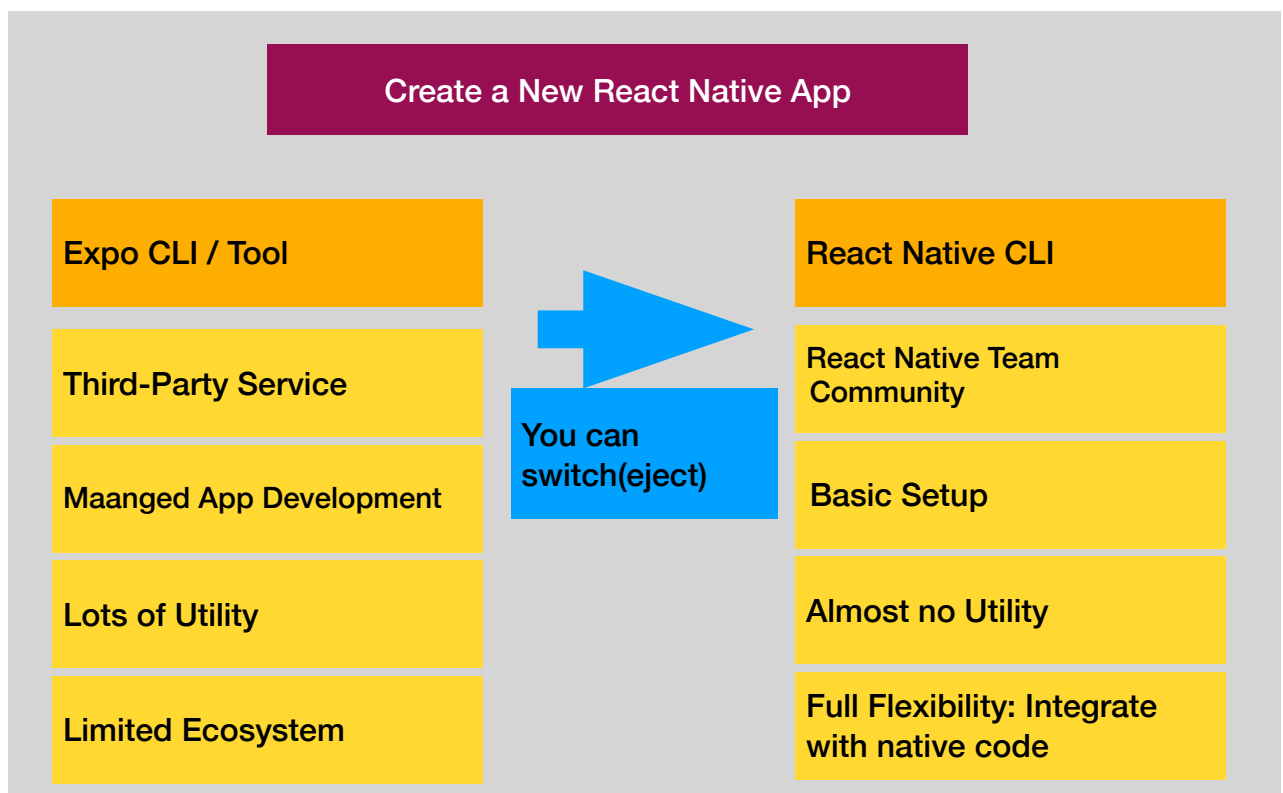 Create a New React Native App
Expo CLI / Tool
Third-Party Service
Maanged App Development
Lots of Utility
Limited Ecosystem
You can
switch(eject)
React Native CLI
React Native Team
Community
Basic Setup
Almost no Utility
Full Flexibility: Integrate
with native code